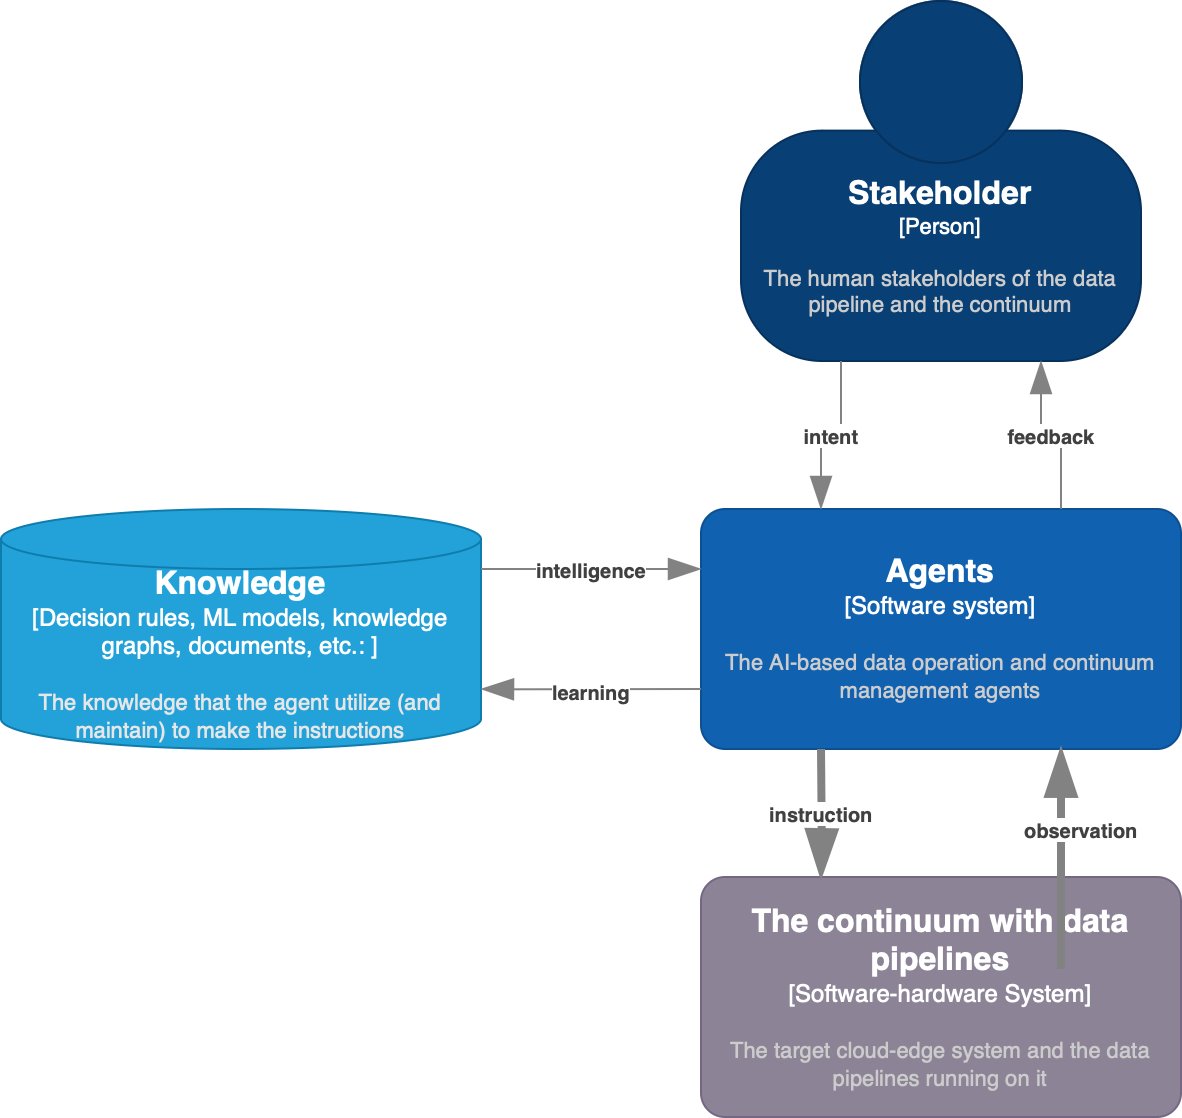 Stakeholder
[Person]
The human stakeholders of the data
pipeline and the continuum
intent
feedback
Knowledge
[Decision rules, ML models, knowledge
graphs, documents, etc.: ]
The knowledge that the agent utilize (and
maintain) to make the instructions
intelligence
learning
Agents
[Software system]
The AI-based data operation and continuum
management agents
instruction
observation
The continuum with data
pipelines
[Software-hardware System]
The target cloud-edge system and the data
pipelines running on it